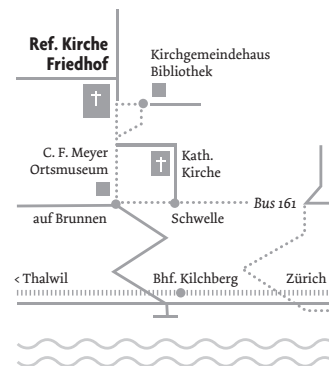 Ref. Kirche
Friedhof
Kirchgemeindehaus
Bibliothek
C. F. Meyer
Ortsmuseum
Kath.
Kirche
Bus 161
auf Brunnen
Schwelle
< Thalwil
Bhf. Kilchberg
Zürich